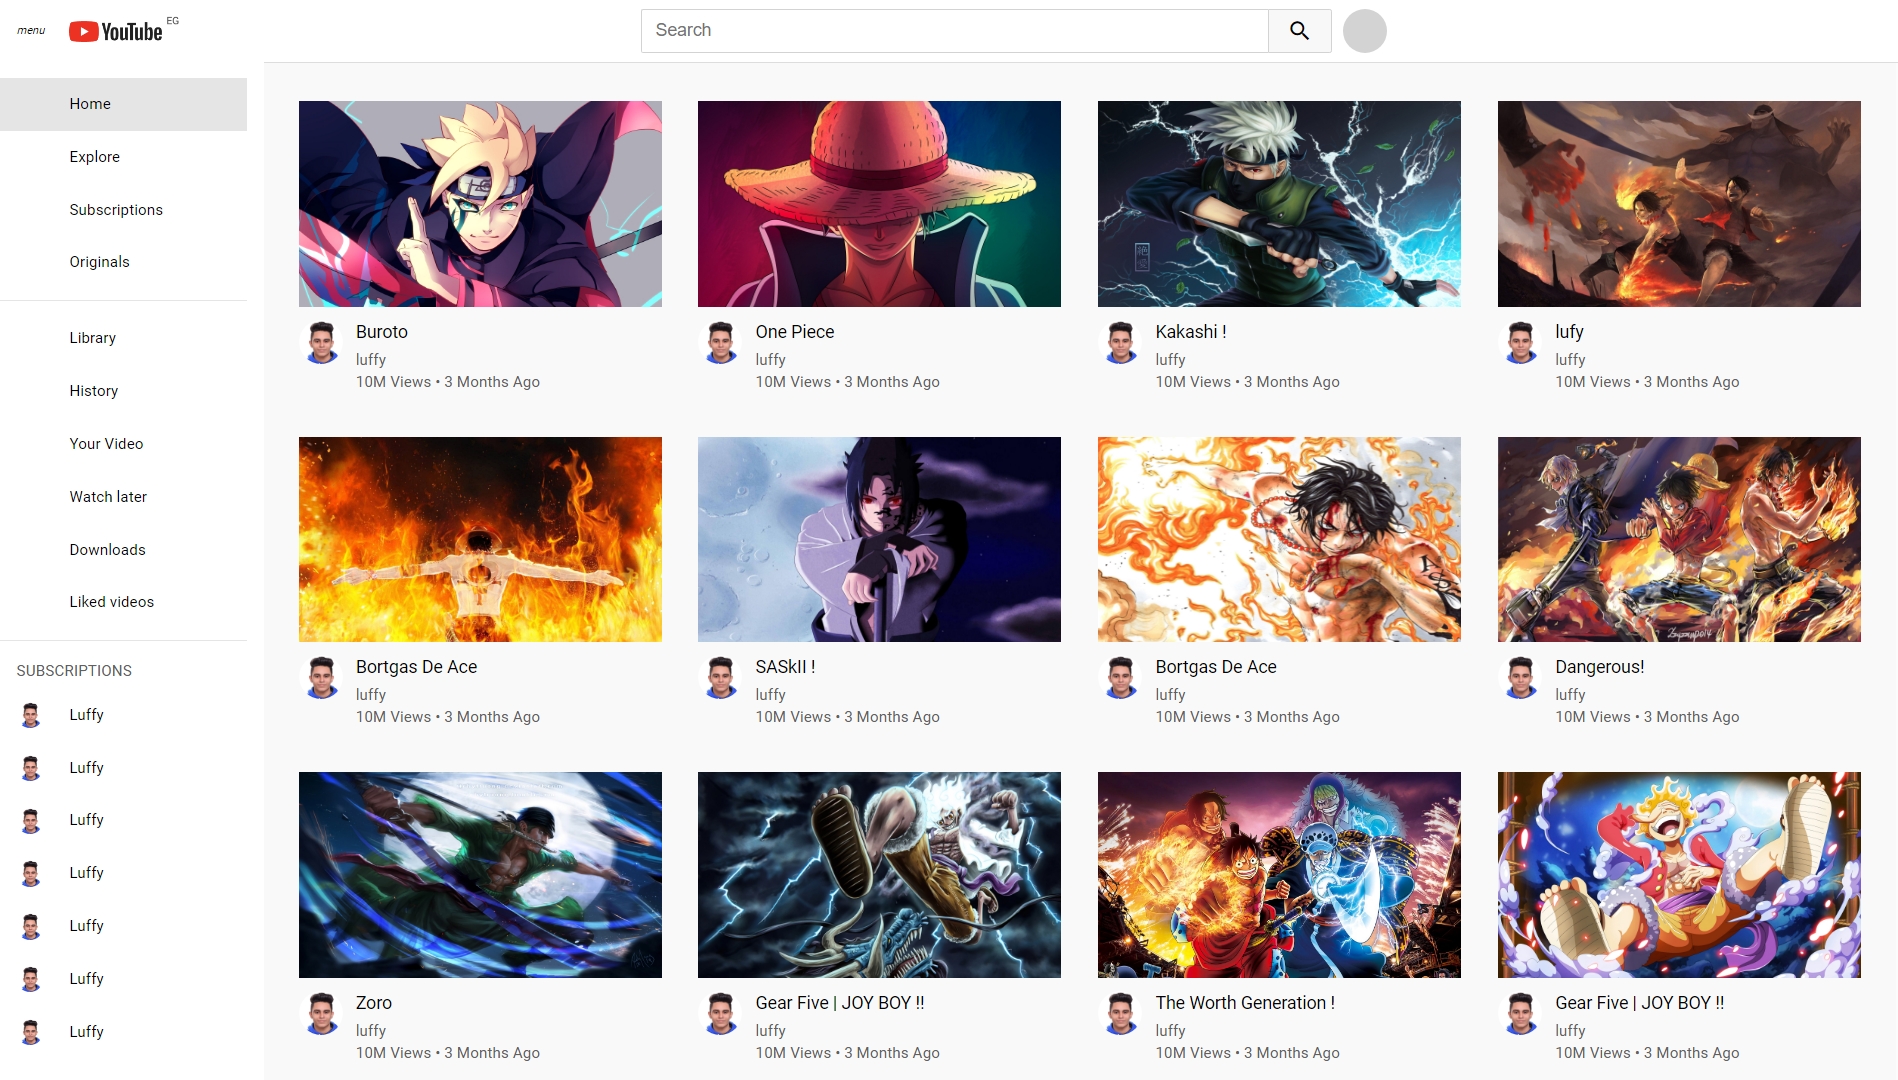 menu
YouTube EG
Search
Home
Explore
Subscriptions
Originals
Library
History
Your Video
Watch later
Downloads
Liked videos
SUBSCRIPTIONS
Luffy
Luffy
Luffy
Luffy
Luffy
Luffy
Luffy
Buroto
luffy
10M Views • 3 Months Ago
One Piece
luffy
10M Views • 3 Months Ago
Kakashi !
luffy
10M Views • 3 Months Ago
lufy
luffy
10M Views • 3 Months Ago
Bortgas De Ace
luffy
10M Views • 3 Months Ago
SASkII !
luffy
10M Views • 3 Months Ago
Bortgas De Ace
luffy
10M Views • 3 Months Ago
Dangerous!
luffy
10M Views • 3 Months Ago
Zoro
luffy
10M Views • 3 Months Ago
Gear Five | JOY BOY !!
luffy
10M Views • 3 Months Ago
The Worth Generation !
luffy
10M Views • 3 Months Ago
Gear Five | JOY BOY !!
luffy
10M Views • 3 Months Ago